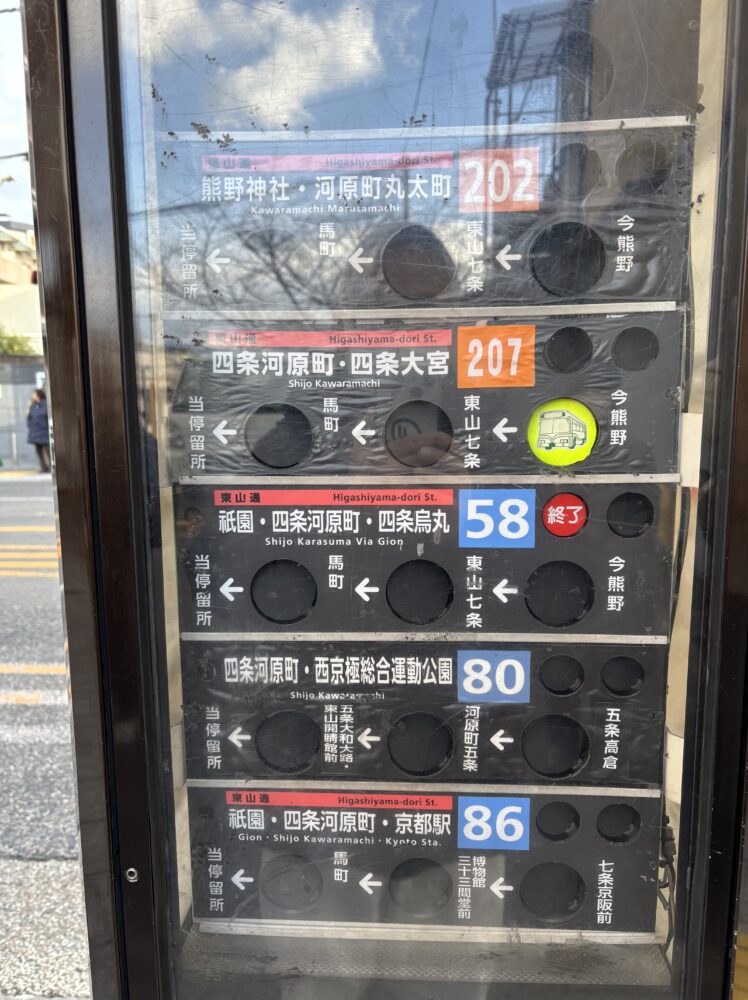 東山通 Higashiyama-dori St.
熊野神社・河原町丸太町 202
Kawaramachi Marutamachi
当停留所 ← 馬町 ← 東山七条 ← 今熊野
東山通 Higashiyama-dori St.
四条河原町・四条大宮 207
Shijo Kawaramachi
当停留所 ← 馬町 ← 東山七条 ← 今熊野
東山通 Higashiyama-dori St.
祇園・四条河原町・四条烏丸 58 終了
Shijo Karasuma Via Gion
当停留所 ← 馬町 ← 東山七条 ← 今熊野
四条河原町・西京極総合運動公園 80
Shijo Kawaramachi
当停留所 ← 五条大和大路・東山開睛館前 ← 河原町五条 ← 五条高倉
東山通 Higashiyama-dori St.
祇園・四条河原町・京都駅 86
Gion・Shijo Kawaramachi・Kyoto Sta.
当停留所 ← 馬町 ← 博物館三十三間堂前 ← 七条京阪前